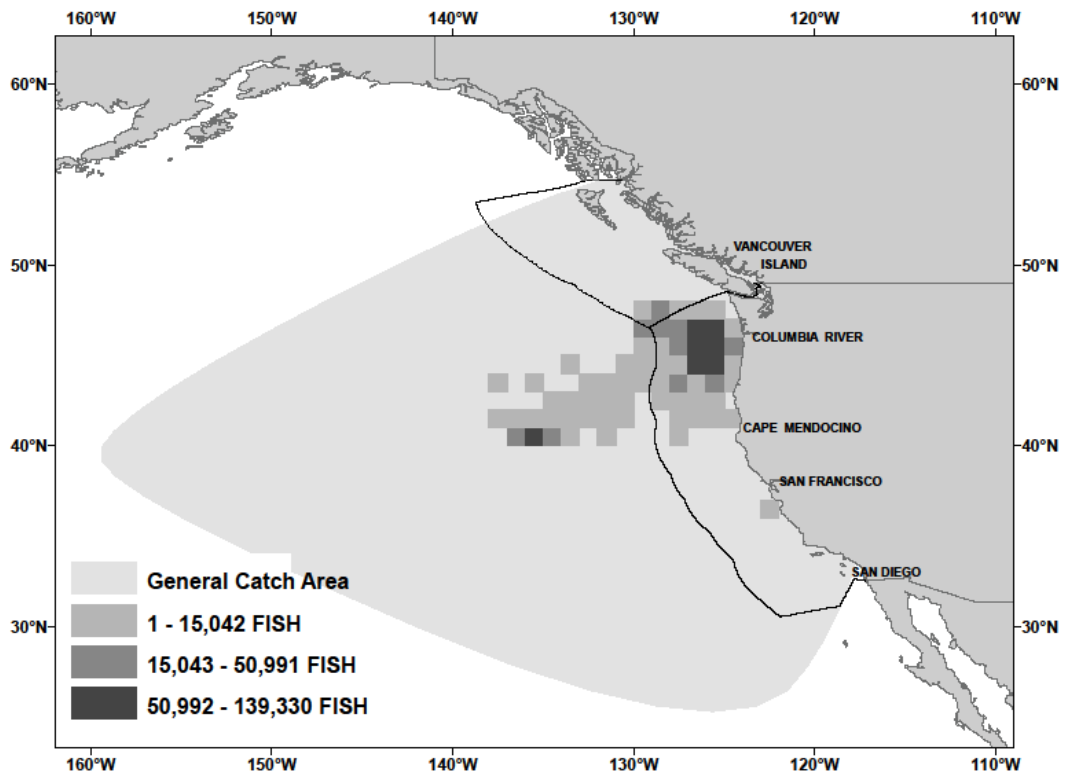 160°W 150°W 140°W 130°W 120°W 110°W
60°N 60°N
50°N 50°N
VANCOUVER
ISLAND
COLUMBIA RIVER
CAPE MENDOCINO
40°N 40°N
SAN FRANCISCO
SAN DIEGO
General Catch Area
1 - 15,042 FISH
30°N 30°N
15,043 - 50,991 FISH
50,992 - 139,330 FISH
160°W 150°W 140°W 130°W 120°W 110°W